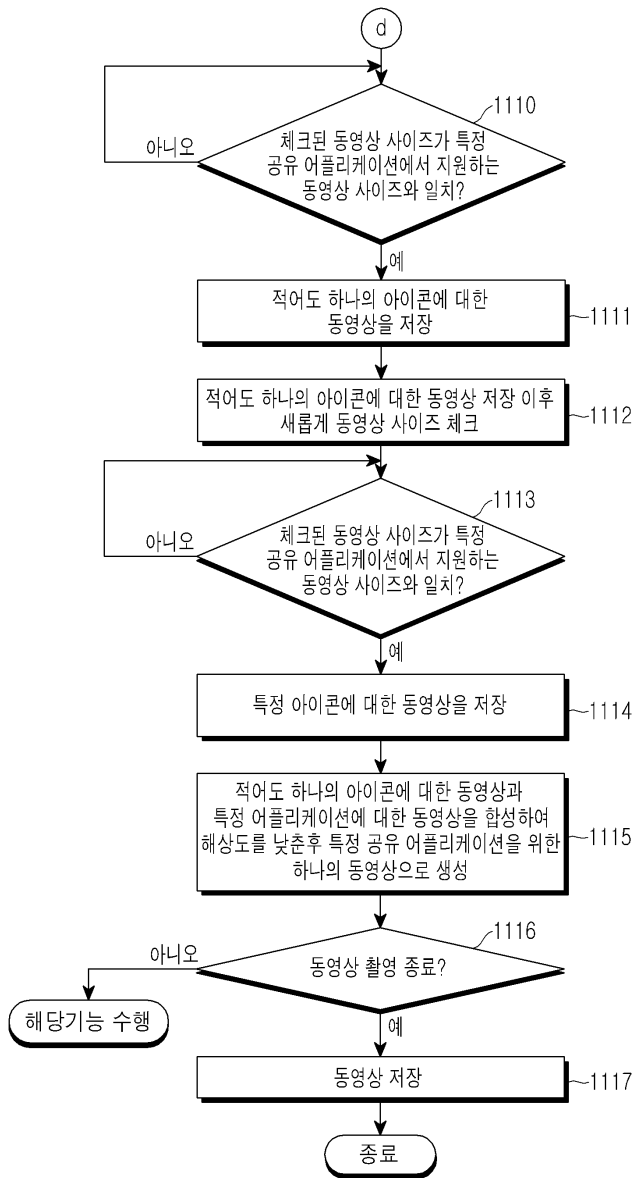 d
1110
체크된 동영상 사이즈가 특정
공유 어플리케이션에서 지원하는
동영상 사이즈와 일치?
아니오
예
적어도 하나의 아이콘에 대한
동영상을 저장
1111
적어도 하나의 아이콘에 대한 동영상 저장 이후
새롭게 동영상 사이즈 체크
1112
1113
체크된 동영상 사이즈가 특정
공유 어플리케이션에서 지원하는
동영상 사이즈와 일치?
아니오
예
특정 아이콘에 대한 동영상을 저장
1114
적어도 하나의 아이콘에 대한 동영상과
특정 어플리케이션에 대한 동영상을 합성하여
해상도를 낮춘후 특정 공유 어플리케이션을 위한
하나의 동영상으로 생성
1115
1116
동영상 촬영 종료?
아니오
해당기능 수행
예
동영상 저장
1117
종료